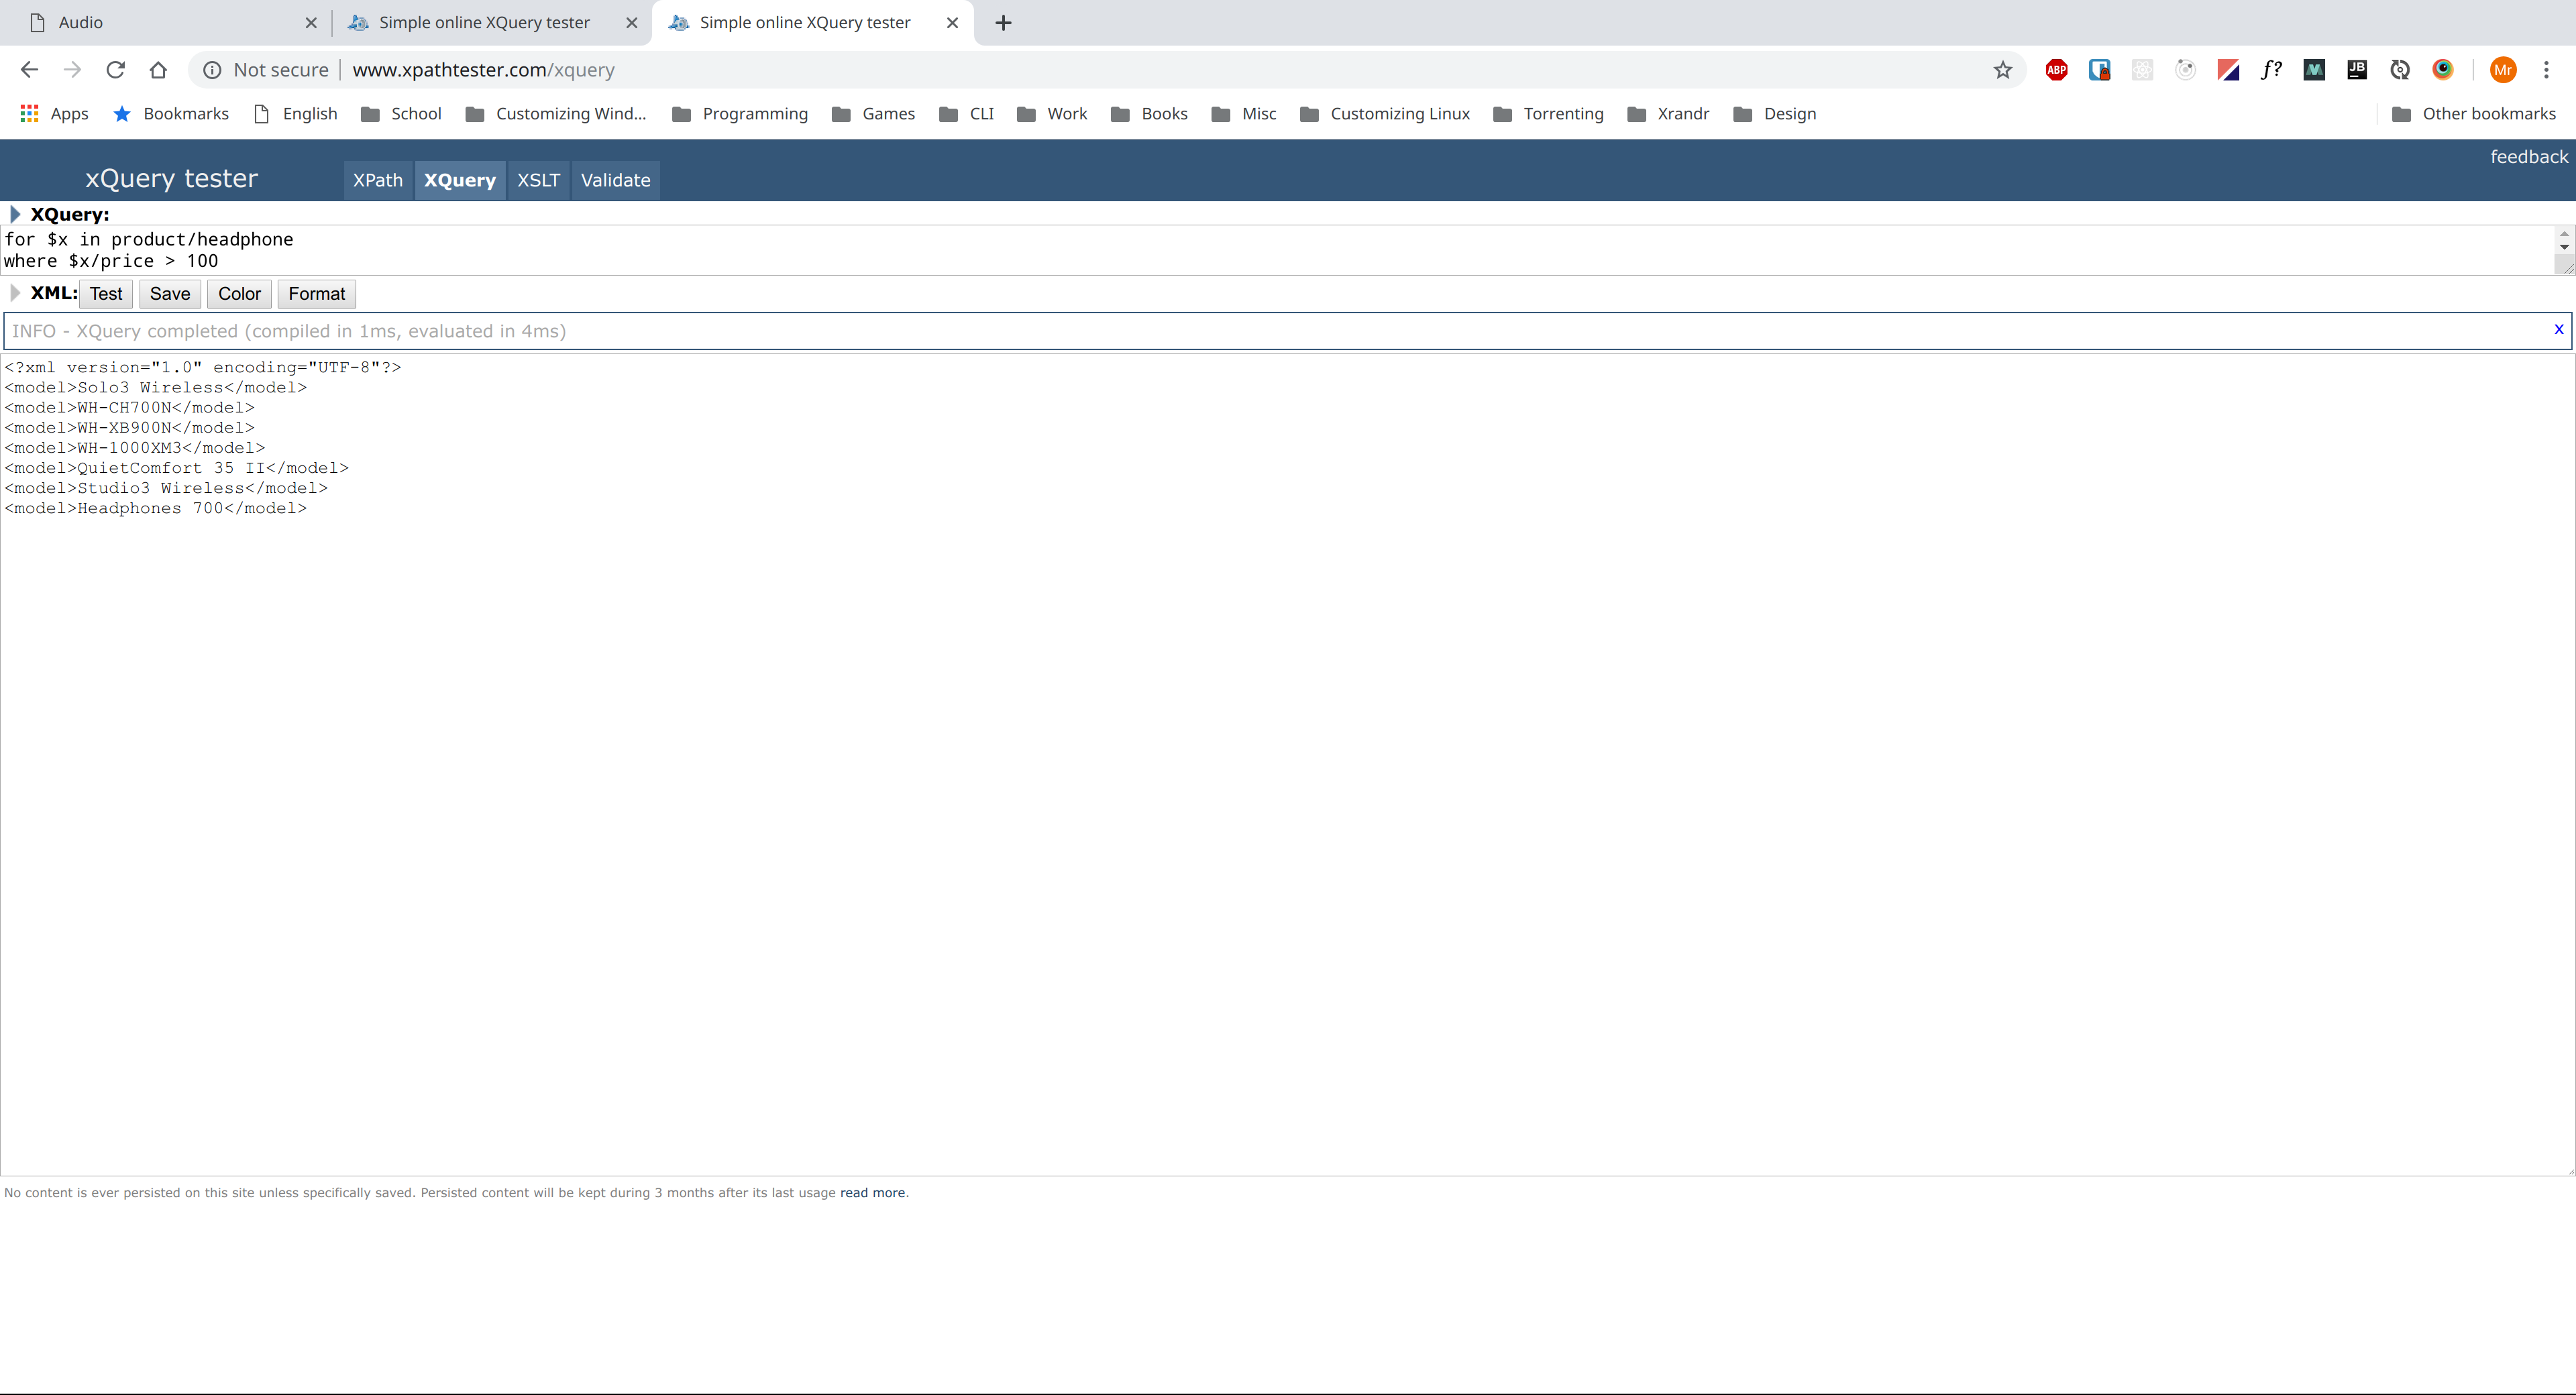 Audio
Simple online XQuery tester
Simple online XQuery tester
Not secure
www.xpathtester.com/xquery
ABP
f?
JB
Mr
Apps
Bookmarks
English
School
Customizing Wind...
Programming
Games
CLI
Work
Books
Misc
Customizing Linux
Torrenting
Xrandr
Design
Other bookmarks
xQuery tester
XPath
XQuery
XSLT
Validate
feedback
XQuery:
for $x in product/headphone
where $x/price > 100
XML:
Test
Save
Color
Format
INFO - XQuery completed (compiled in 1ms, evaluated in 4ms)
x
<?xml version="1.0" encoding="UTF-8"?>
<model>Solo3 Wireless</model>
<model>WH-CH700N</model>
<model>WH-XB900N</model>
<model>WH-1000XM3</model>
<model>QuietComfort 35 II</model>
<model>Studio3 Wireless</model>
<model>Headphones 700</model>
No content is ever persisted on this site unless specifically saved. Persisted content will be kept during 3 months after its last usage read more.